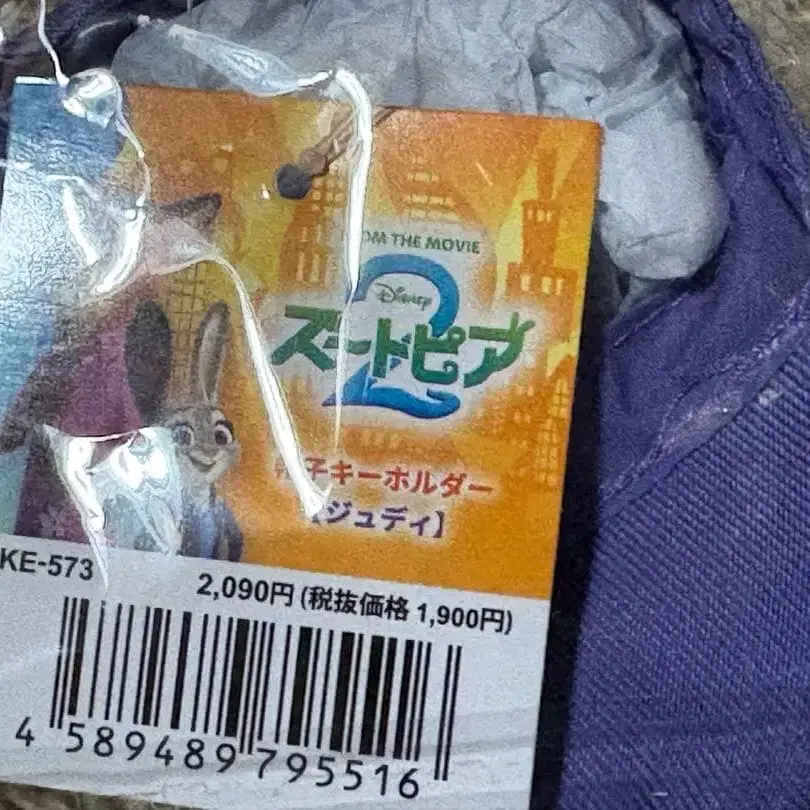 FROM THE MOVIE
Disney
ズートピア
2
子キーホルダー
【ジュディ】
KE-573
2,090円 (税抜価格 1,900円)
4 589489 795516